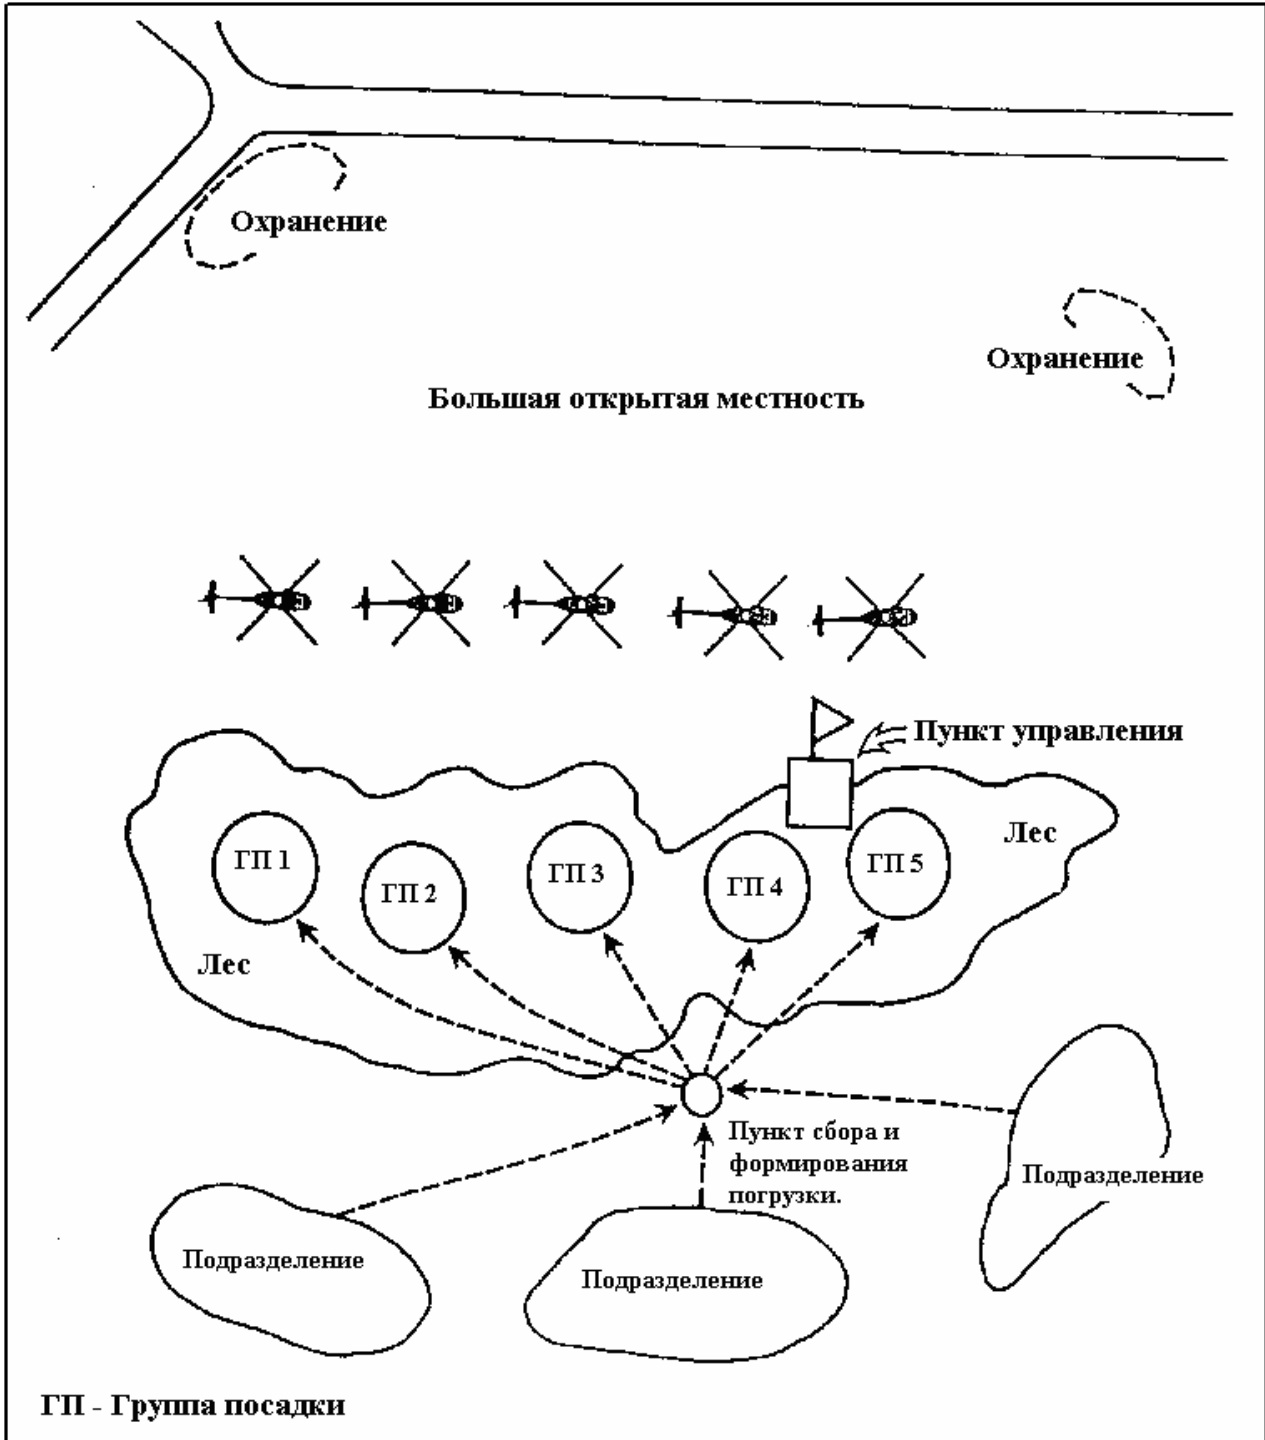 Охранение
Охранение
Большая открытая местность
Пункт управления
Лес
ГП 1
ГП 2
ГП 3
ГП 4
ГП 5
Лес
Пункт сбора и
формирования
погрузки.
Подразделение
Подразделение
Подразделение
ГП - Группа посадки